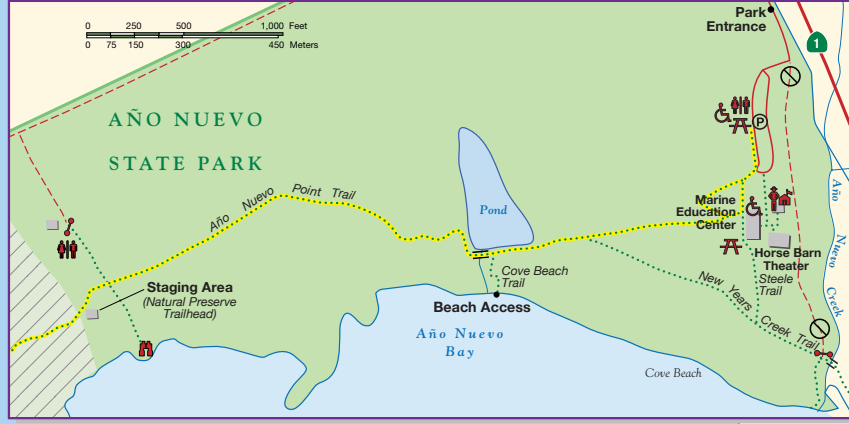 0 250 500 1,000 Feet
0 75 150 300 450 Meters
Park
Entrance
1
AÑO NUEVO
STATE PARK
P
Año Nuevo Point Trail
Pond
Marine
Education
Center
Horse Barn
Theater
Steele
Trail
Año Nuevo Creek
Staging Area
(Natural Preserve
Trailhead)
Cove Beach
Trail
Beach Access
New Years Creek Trail
Año Nuevo
Bay
Cove Beach